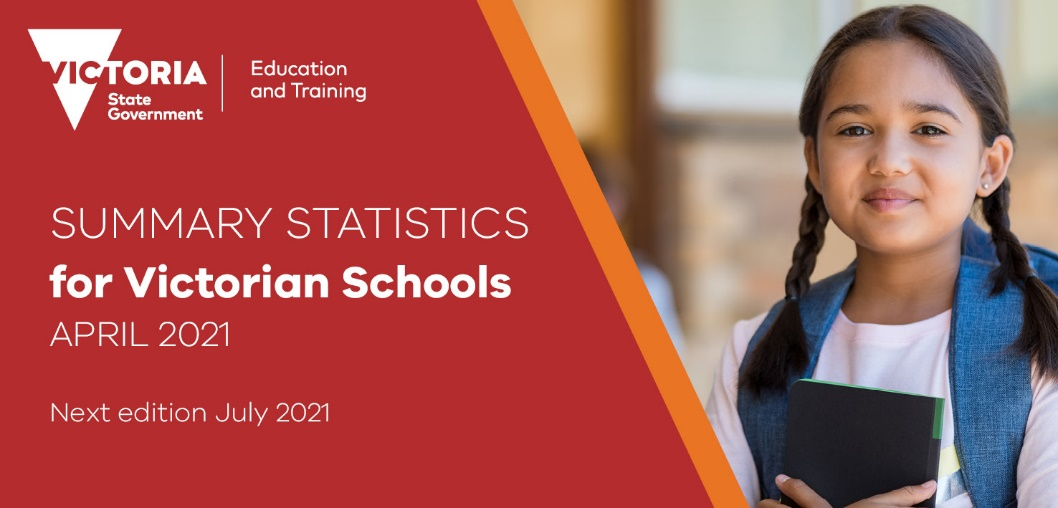 VICTORIA
State
Government
Education
and Training
SUMMARY STATISTICS
for Victorian Schools
APRIL 2021
Next edition July 2021